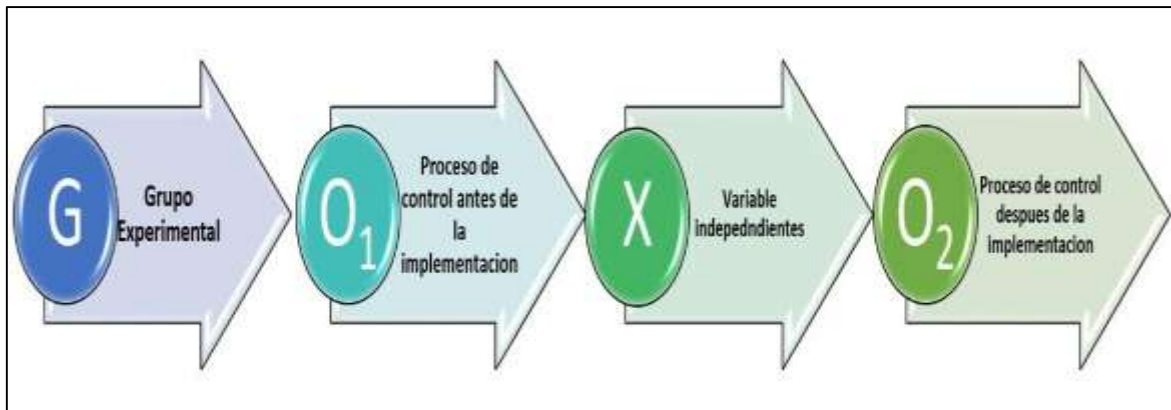 G
Grupo
Experimental
O1
Proceso de
control antes de
la
implementacion
X
Variable
indepedndientes
O2
Proceso de control
despues de la
implementacion